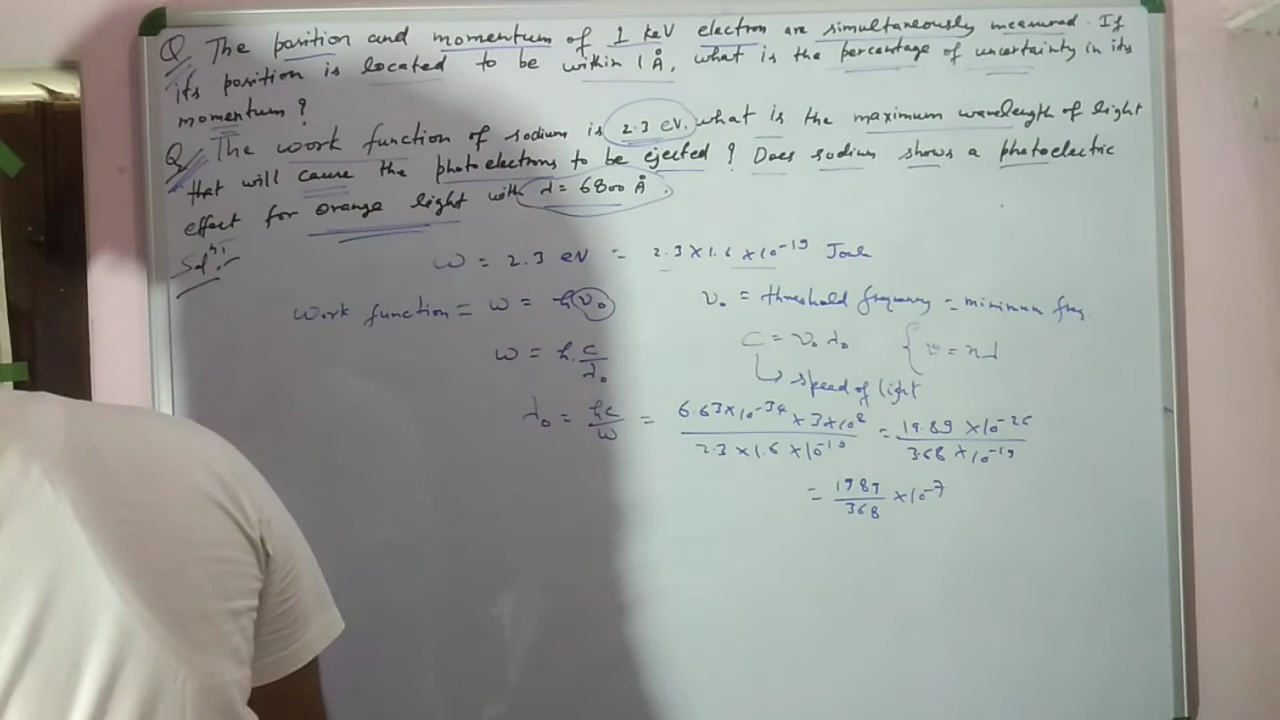 Q. The position and momentum of 1 keV electron are simultaneously measured. If
its position is located to be within 1 Å, what is the percentage of uncertainty in its
momentum ?
Q. The work function of sodium is 2.3 eV. what is the maximum wavelength of light
that will cause the photoelectrons to be ejected ? Does sodium shows a photoelectric
effect for orange light with λ = 6800 Å.
Solⁿ:-
ω = 2.3 eV = 2.3 × 1.6 × 10⁻¹⁹ Joule
Work function = ω = hν₀ ν₀ = threshold frequency = minimum freq
ω = h. c/λ₀ C = ν₀ λ₀ { v = nλ
↳ speed of light
λ₀ = hc/ω = 6.63×10⁻³⁴ × 3×10⁸ / 2.3 × 1.6 × 10⁻¹⁹ = 19.89 × 10⁻²⁶ / 3.68 × 10⁻¹⁹
= 1989/368 × 10⁻⁷